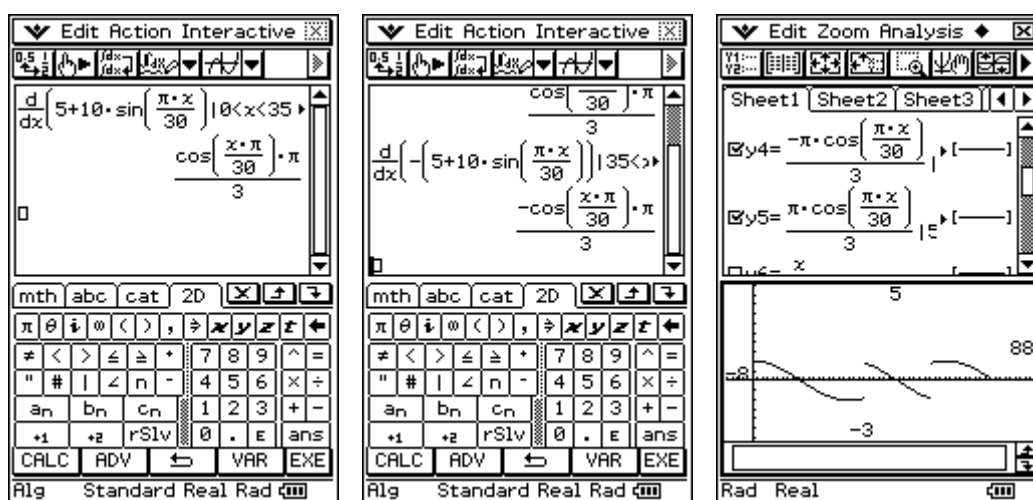 Edit Action Interactive
d/dx(5+10·sin(π·x/30)|0<x<35
cos(x·π/30)·π/3
mth abc cat 2D
π θ i ∞ ( ) , ⇒ x y z t
≠ < > ≤ ≥ 7 8 9 ^ =
" # | ∠ 4 5 6 × ÷
an bn cn 1 2 3 + -
+1 +2 rSlv 0 . E ans
CALC ADV VAR EXE
Alg Standard Real Rad
Edit Action Interactive
cos(30)·π
3
d/dx(-(5+10·sin(π·x/30))|35<
-cos(x·π/30)·π/3
mth abc cat 2D
π θ i ∞ ( ) , ⇒ x y z t
≠ < > ≤ ≥ 7 8 9 ^ =
" # | ∠ 4 5 6 × ÷
an bn cn 1 2 3 + -
+1 +2 rSlv 0 . E ans
CALC ADV VAR EXE
Alg Standard Real Rad
Edit Zoom Analysis
Y1:
Y2:
Sheet1 Sheet2 Sheet3
y4=-π·cos(π·x/30)/3 |
y5=π·cos(π·x/30)/3 |5
5
-8
88
-3
Rad Real